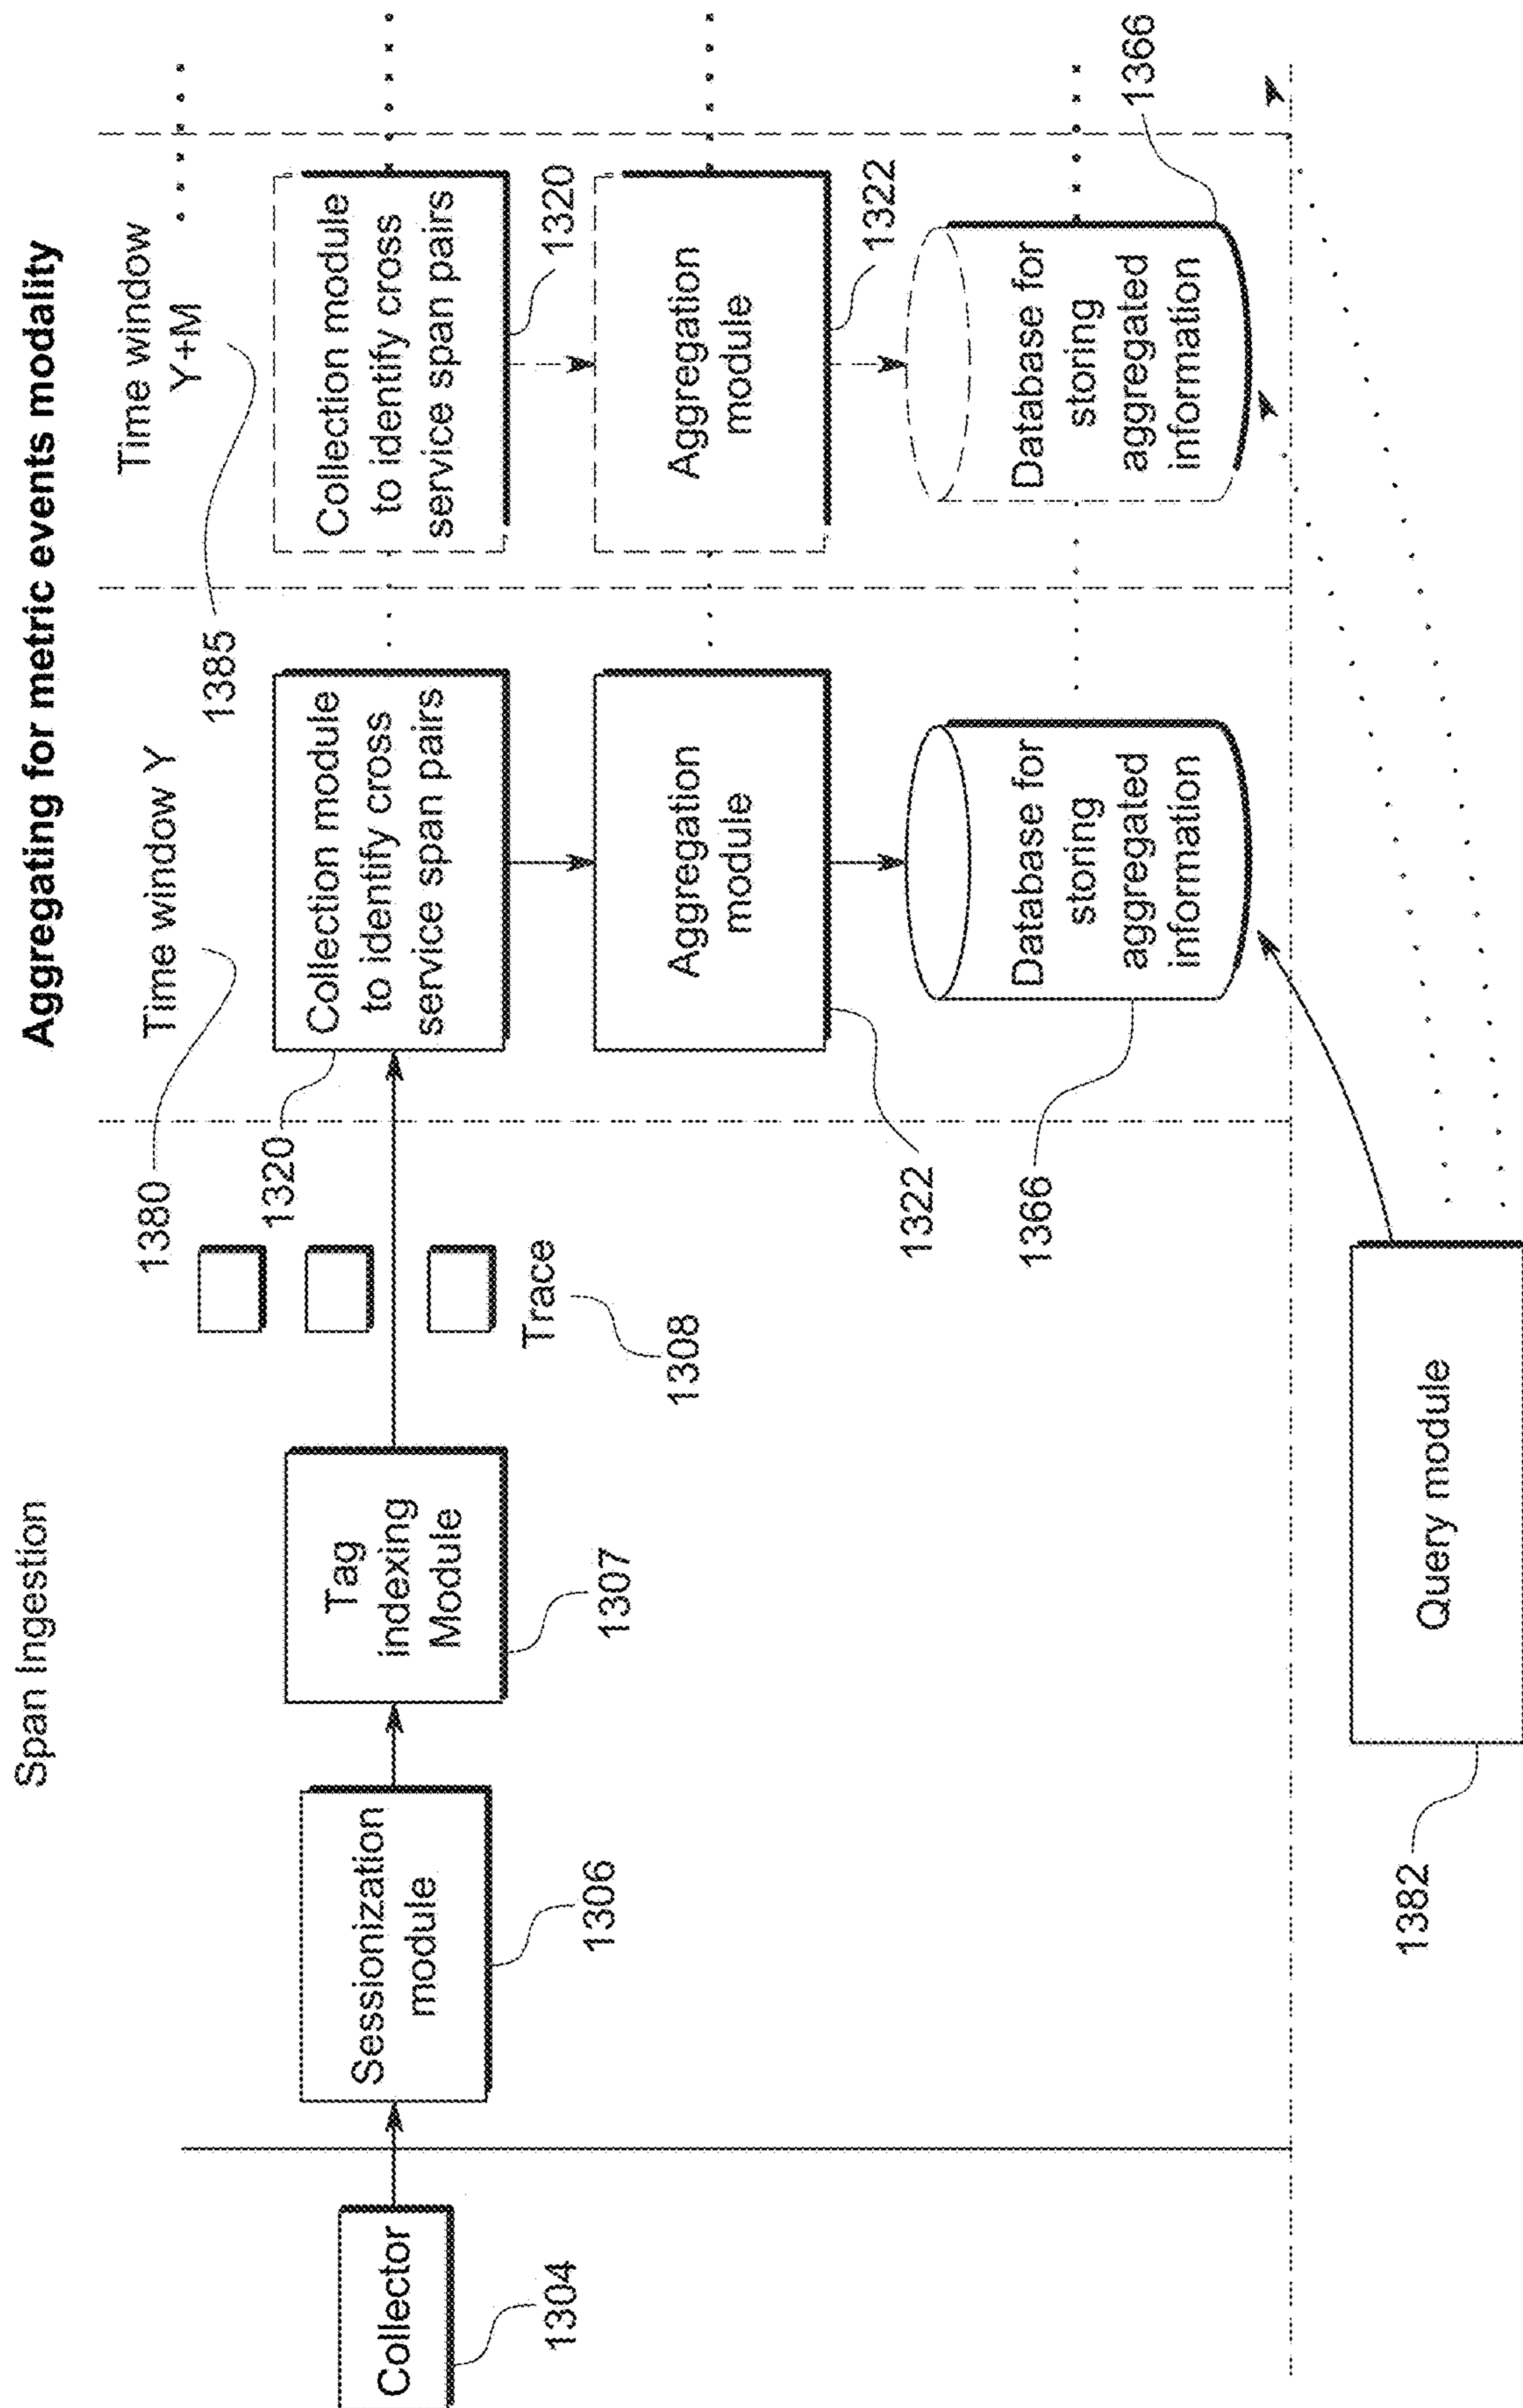 Span Ingestion
Aggregating for metric events modality
Time window Y
1380
Time window
Y+M
1385
Collector
1304
Sessionization
module
1306
Tag
indexing
Module
1307
Trace
1308
Collection module
to identify cross
service span pairs
1320
Aggregation
module
1322
Database for
storing
aggregated
information
1366
Collection module
to identify cross
service span pairs
1320
Aggregation
module
1322
Database for
storing
aggregated
information
1366
Query module
1382